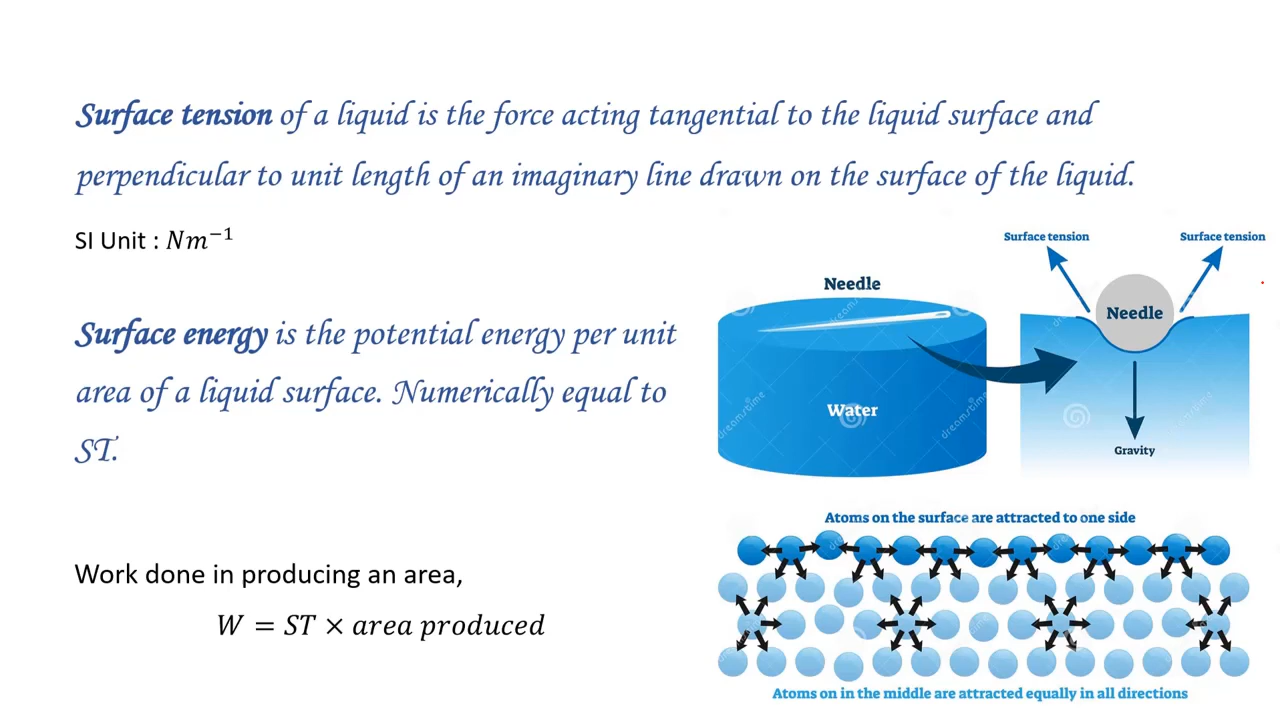 Surface tension of a liquid is the force acting tangential to the liquid surface and
perpendicular to unit length of an imaginary line drawn on the surface of the liquid.
SI Unit : Nm⁻¹
Surface energy is the potential energy per unit
area of a liquid surface. Numerically equal to
ST.
Work done in producing an area,
W = ST × area produced
Needle
Water
dreamstime
dreamstime
Surface tension
Surface tension
Needle
Gravity
Atoms on the surface are attracted to one side
Atoms on in the middle are attracted equally in all directions